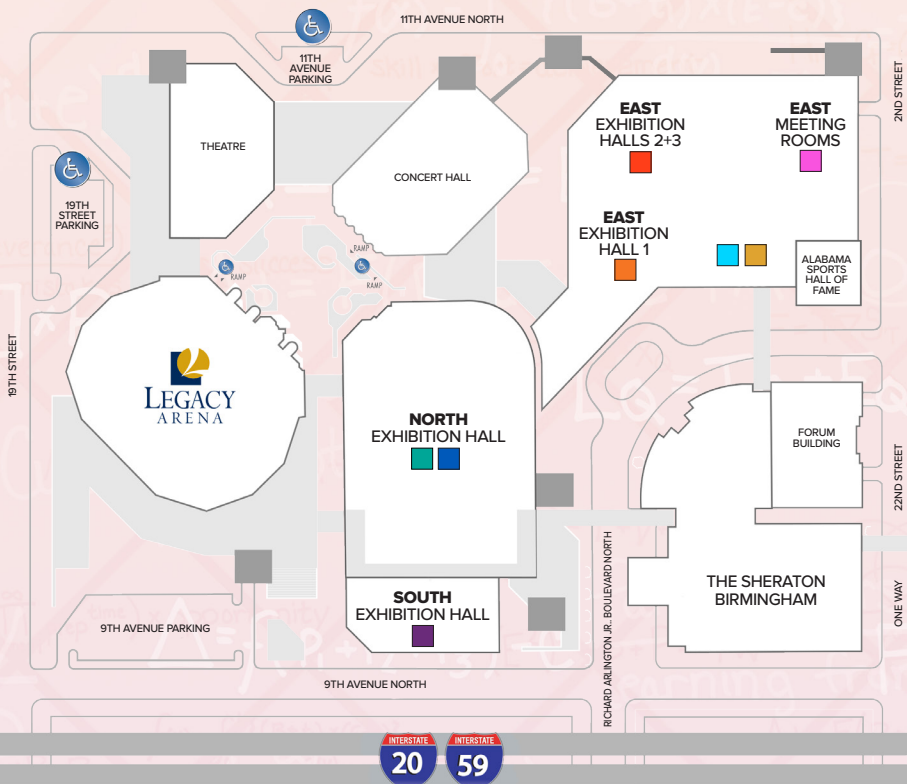 11TH AVENUE NORTH
11TH
AVENUE
PARKING
2ND STREET
THEATRE
CONCERT HALL
EAST
EXHIBITION
HALLS 2+3
EAST
MEETING
ROOMS
19TH
STREET
PARKING
EAST
EXHIBITION
HALL 1
RAMP
RAMP
RAMP
ALABAMA
SPORTS
HALL OF
FAME
19TH STREET
LEGACY
ARENA
NORTH
EXHIBITION HALL
FORUM
BUILDING
22ND STREET
RICHARD ARLINGTON JR.. BOULEVARD NORTH
THE SHERATON
BIRMINGHAM
ONE WAY
SOUTH
EXHIBITION HALL
9TH AVENUE PARKING
9TH AVENUE NORTH
INTERSTATE
20
INTERSTATE
59